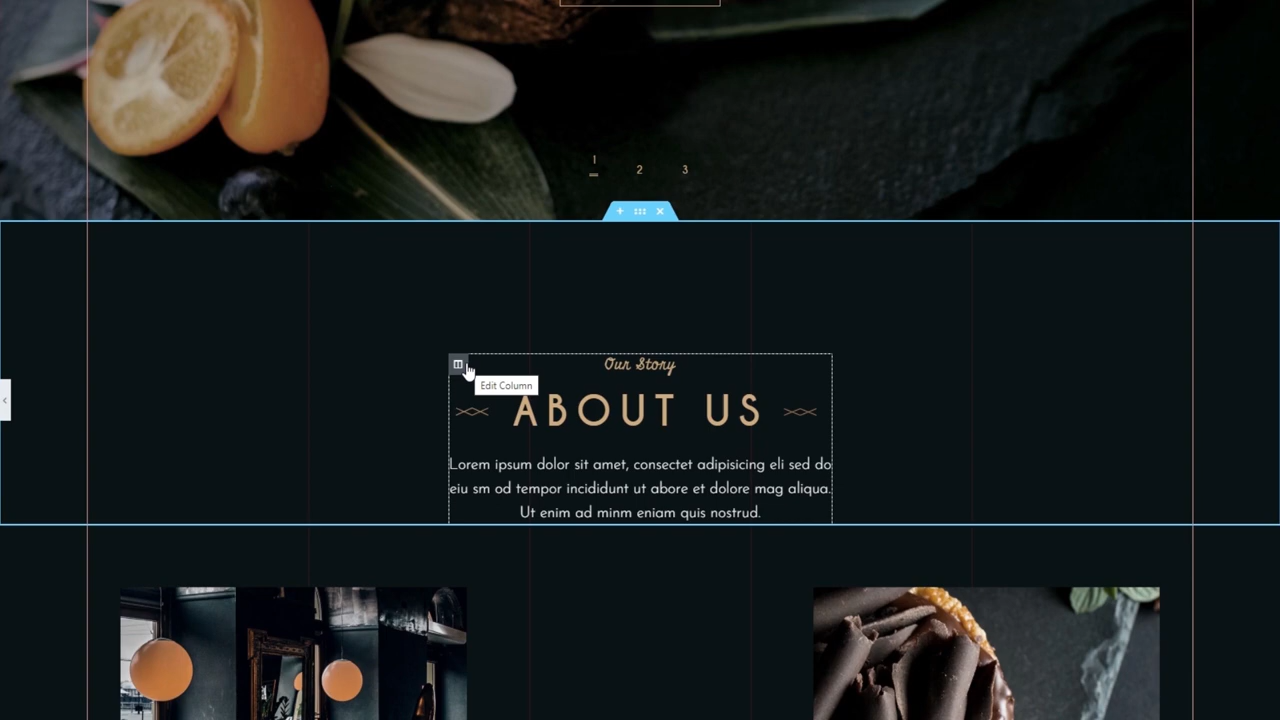 1
2
3
Our Story
Edit Column
ABOUT US
Lorem ipsum dolor sit amet, consectet adipisicing eli sed do
eiu sm od tempor incididunt ut abore et dolore mag aliqua.
Ut enim ad minm eniam quis nostrud.